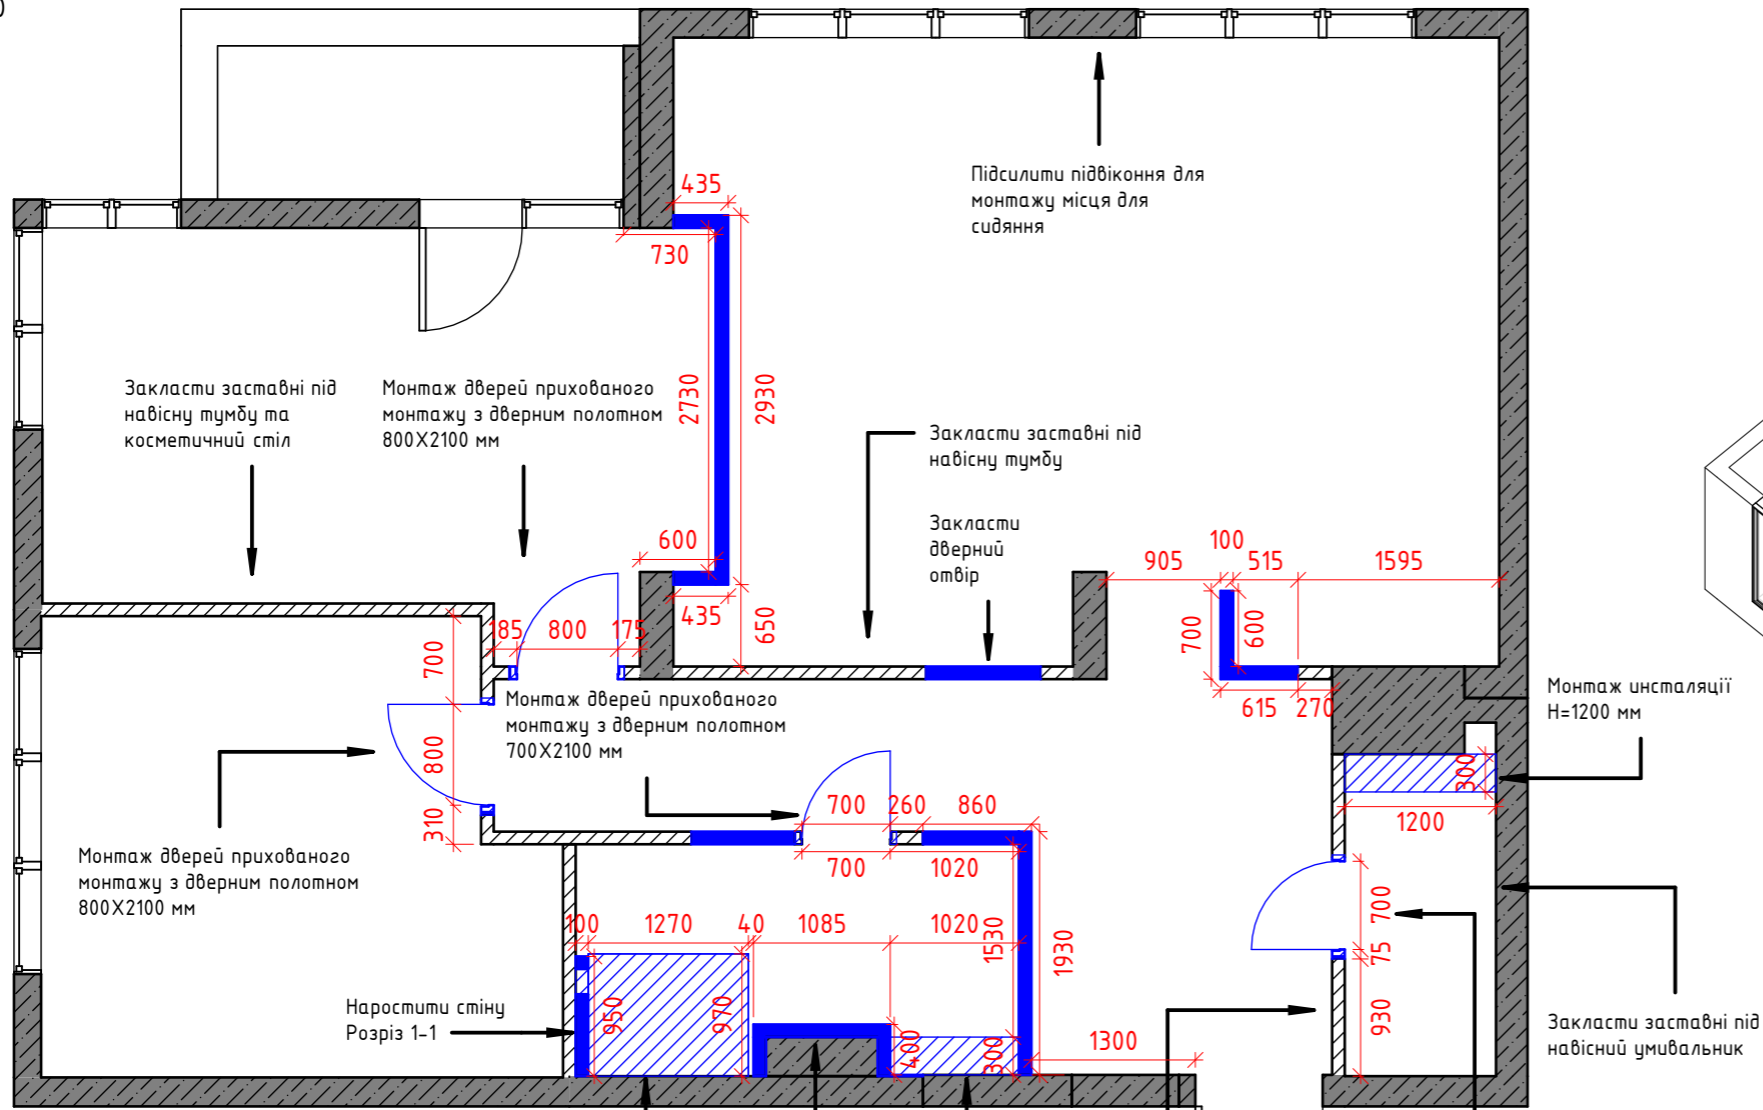 Підсилити підвіконня для
монтажу місця для
сидяння
435
730
2730
2930
Закласти заставні під
навісну тумбу та
косметичний стіл
Монтаж дверей прихованого
монтажу з дверним полотном
800X2100 мм
Закласти заставні під
навісну тумбу
Закласти
дверний
отвір
600
435
650
905
100
515
1595
700
600
615
270
185
800
175
700
800
310
Монтаж дверей прихованого
монтажу з дверним полотном
700X2100 мм
Монтаж инсталяції
Н=1200 мм
300
1200
700
260
860
700
1020
Монтаж дверей прихованого
монтажу з дверним полотном
800X2100 мм
100
1270
40
1085
1020
1530
1930
700
75
930
Наростити стіну
Розріз 1-1
950
970
400
300
1300
Закласти заставні під
навісний умивальник